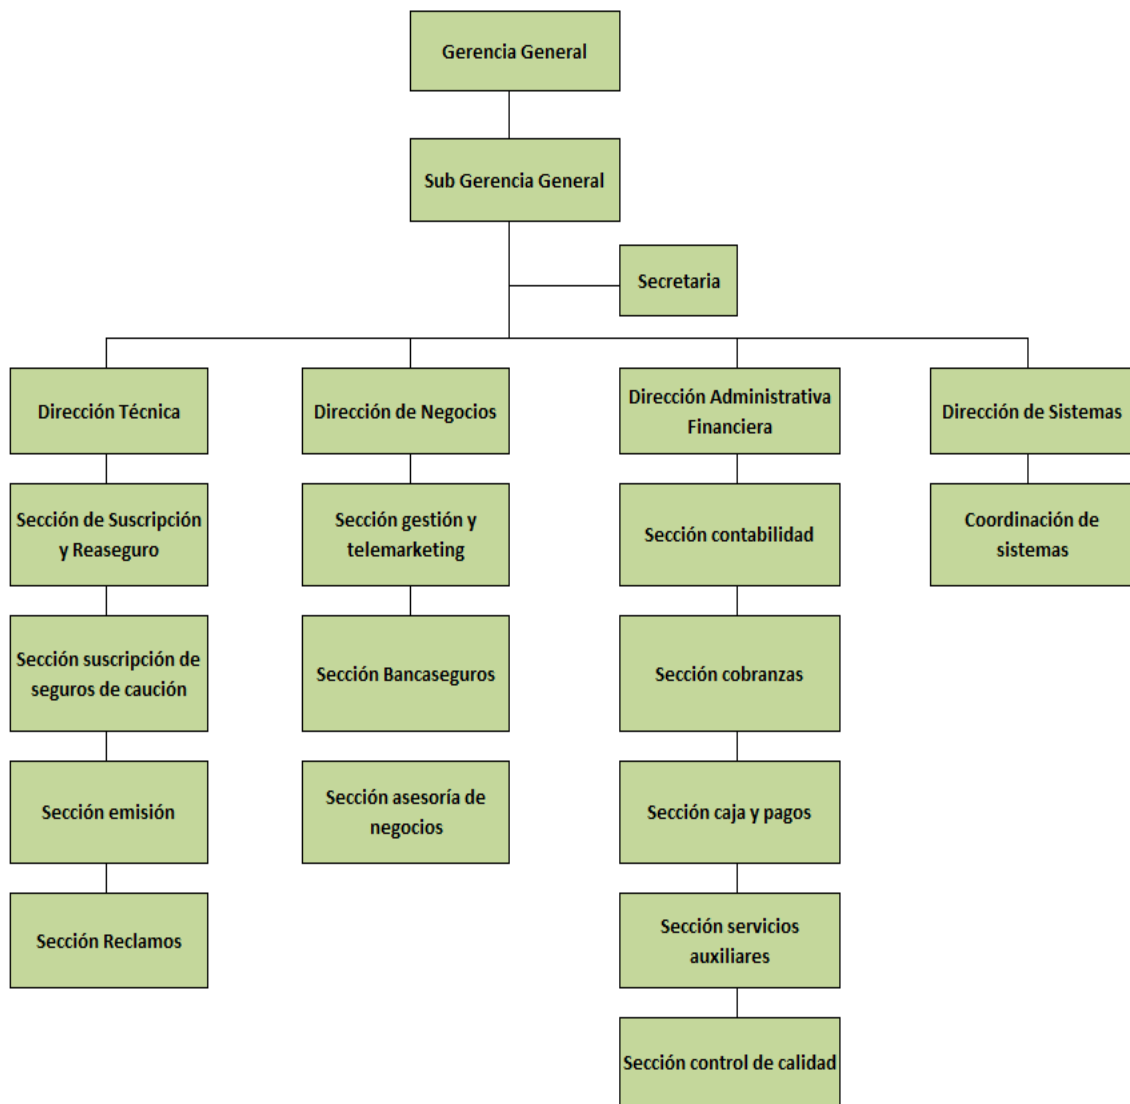 Gerencia General
Sub Gerencia General
Secretaria
Dirección Técnica
Dirección de Negocios
Dirección Administrativa
Financiera
Dirección de Sistemas
Sección de Suscripción
y Reaseguro
Sección gestión y
telemarketing
Sección contabilidad
Coordinación de
sistemas
Sección suscripción de
seguros de caución
Sección Bancaseguros
Sección cobranzas
Sección emisión
Sección asesoría de
negocios
Sección caja y pagos
Sección Reclamos
Sección servicios
auxiliares
Sección control de calidad